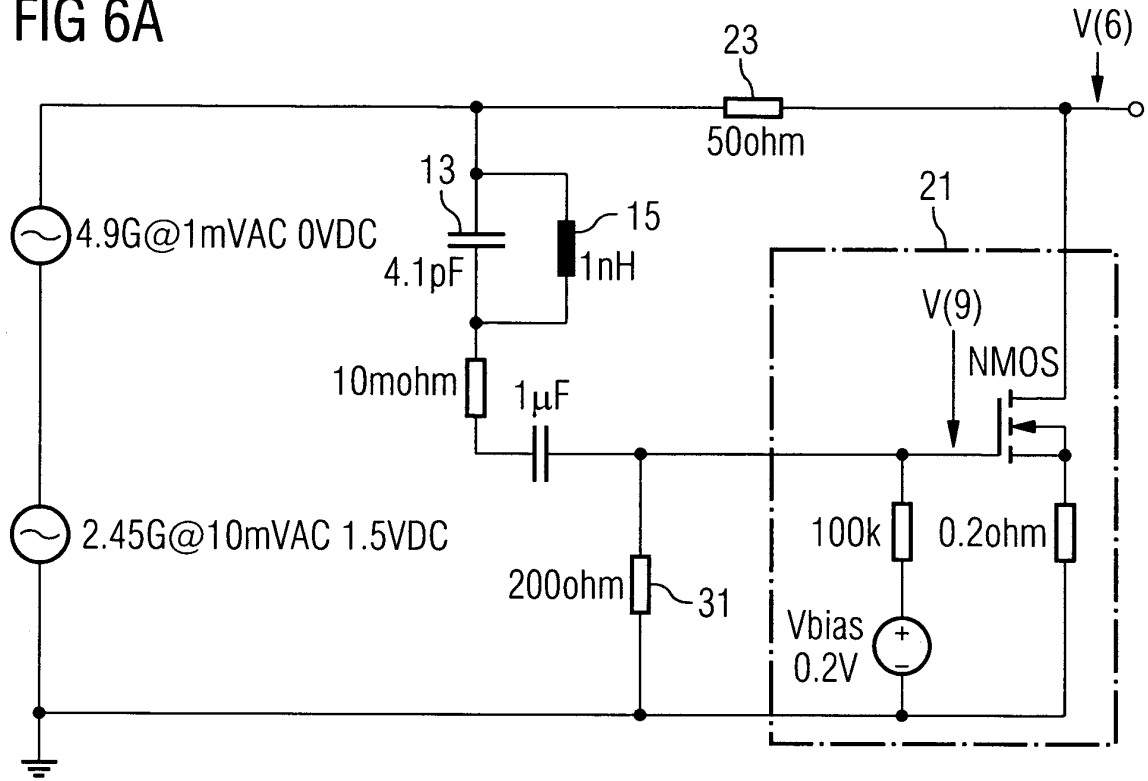 FIG 6A
V(6)
23
50ohm
13
15
4.1pF
1nH
4.9G@1mVAC 0VDC
21
V(9)
NMOS
10mohm
1µF
2.45G@10mVAC 1.5VDC
200ohm
31
100k
0.2ohm
Vbias
0.2V
+
−